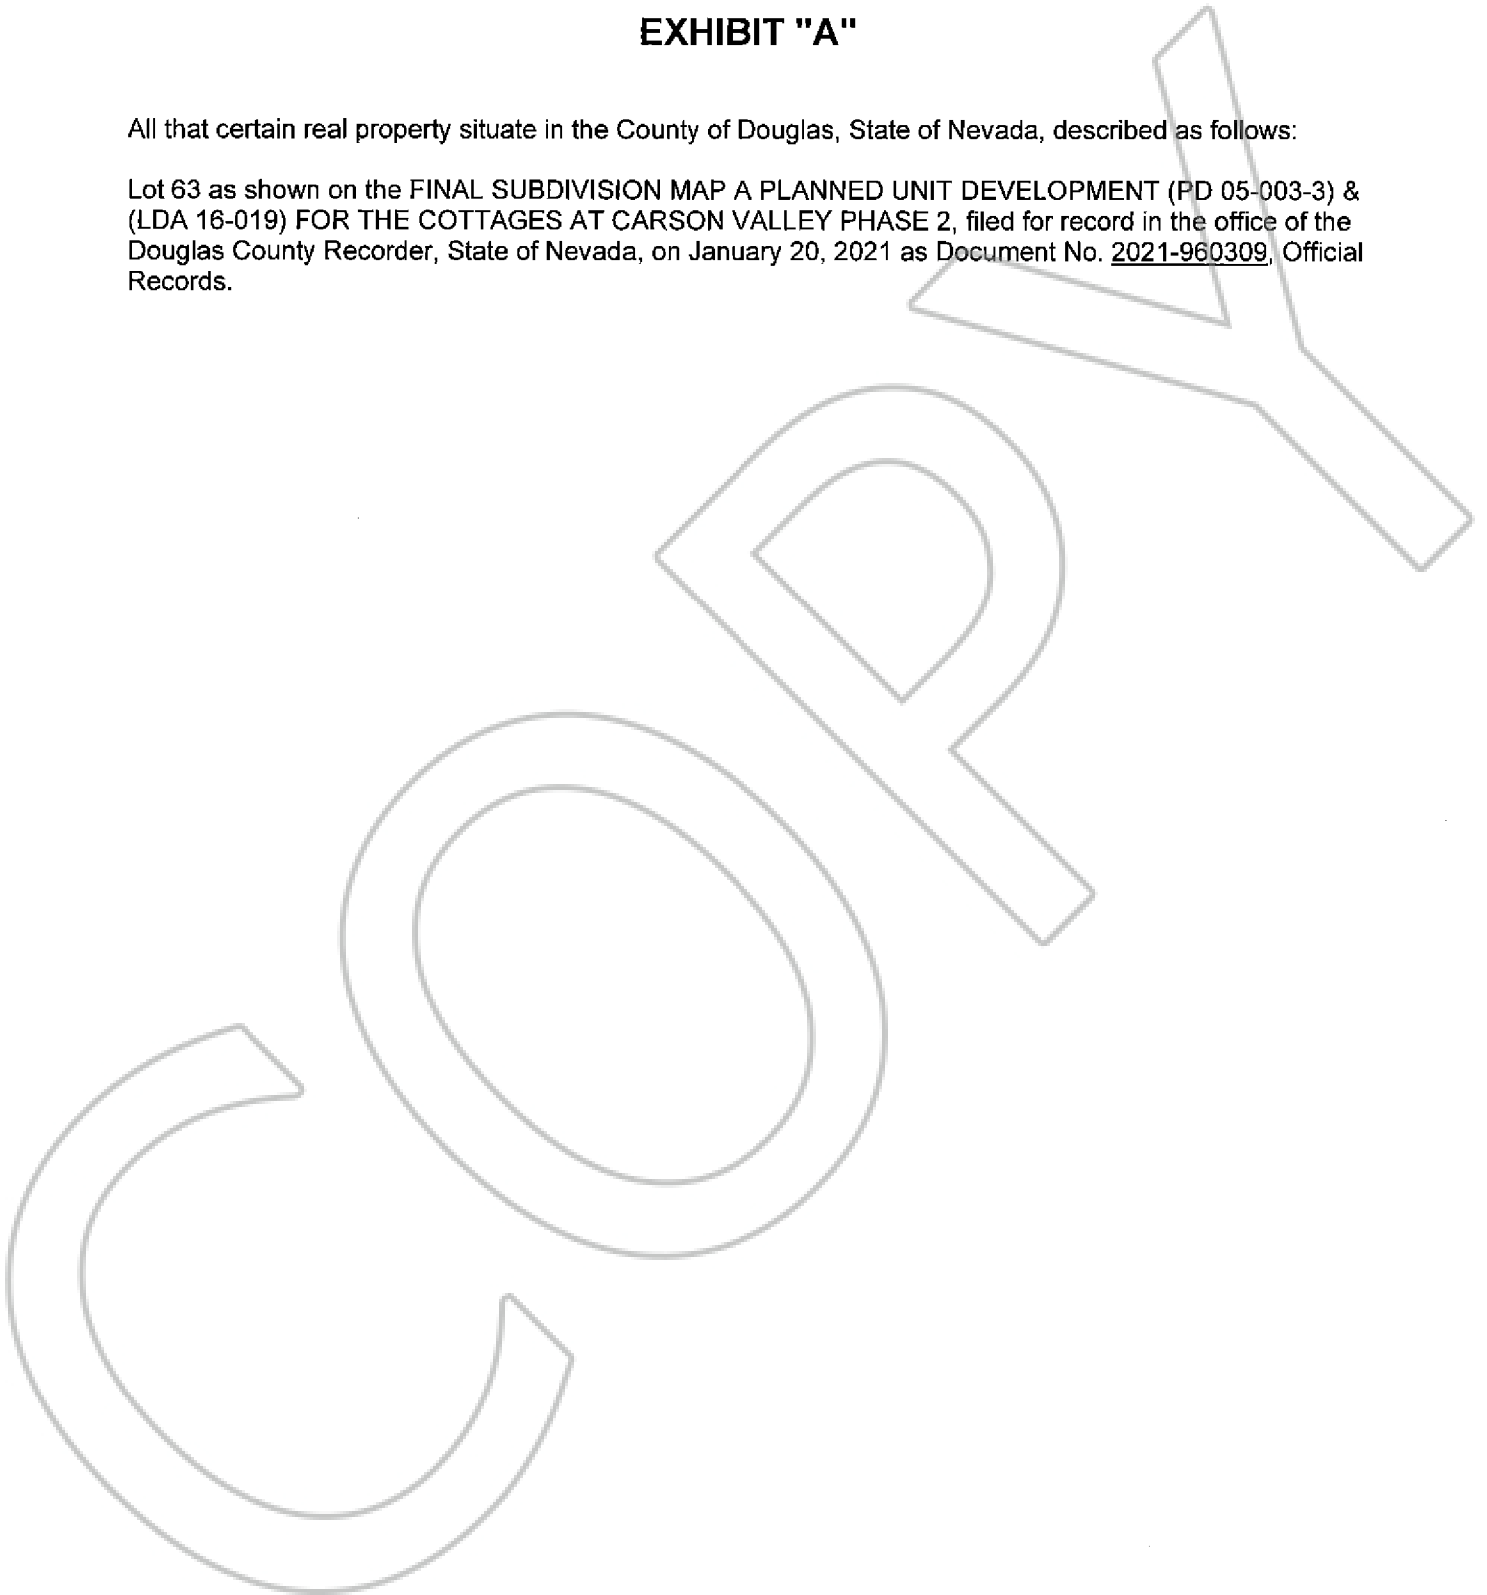 EXHIBIT "A"
All that certain real property situate in the County of Douglas, State of Nevada, described as follows:
Lot 63 as shown on the FINAL SUBDIVISION MAP A PLANNED UNIT DEVELOPMENT (PD 05-003-3) &
(LDA 16-019) FOR THE COTTAGES AT CARSON VALLEY PHASE 2, filed for record in the office of the
Douglas County Recorder, State of Nevada, on January 20, 2021 as Document No. 2021-960309, Official
Records.
COPY